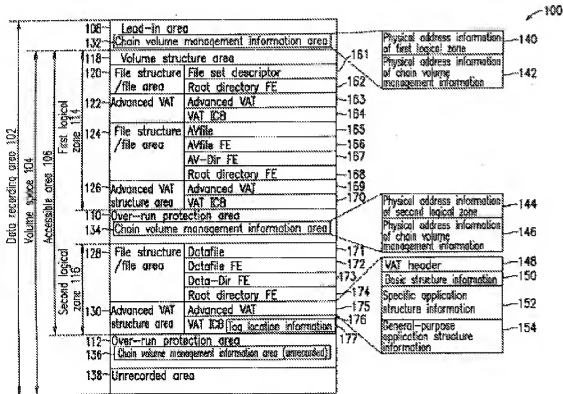 100
108
Lead-in area
132
Chain volume management information area
140
Physical address information
of first logical zone
142
Physical address information
of chain volume
management information
118
Volume structure area
161
120
File structure
/file area
File set descriptor
Root directory FE
162
122
Advanced VAT
Advanced VAT
163
VAT ICB
164
124
File structure
/file area
AVfile
165
AVfile FE
166
AV-Dir FE
167
Root directory FE
168
126
Advanced VAT
structure area
Advanced VAT
169
VAT ICB
170
110
Over-run protection area
134
Chain volume management information area
144
Physical address information
of second logical zone
146
Physical address information
of chain volume
management information
128
File structure
/file area
Datafile
171
Datafile FE
172
Data-Dir FE
173
Root directory FE
174
130
Advanced VAT
structure area
Advanced VAT
175
VAT ICB
176
Tag location information
177
VAT header
148
Basic structure information
150
Specific application
structure information
152
General-purpose
application structure
information
154
112
Over-run protection area
136
Chain volume management information area (unrecorded)
138
Unrecorded area
Data recording area 102
Volume space 104
Accessible area 106
First logical
zone 114
Second logical
zone 116